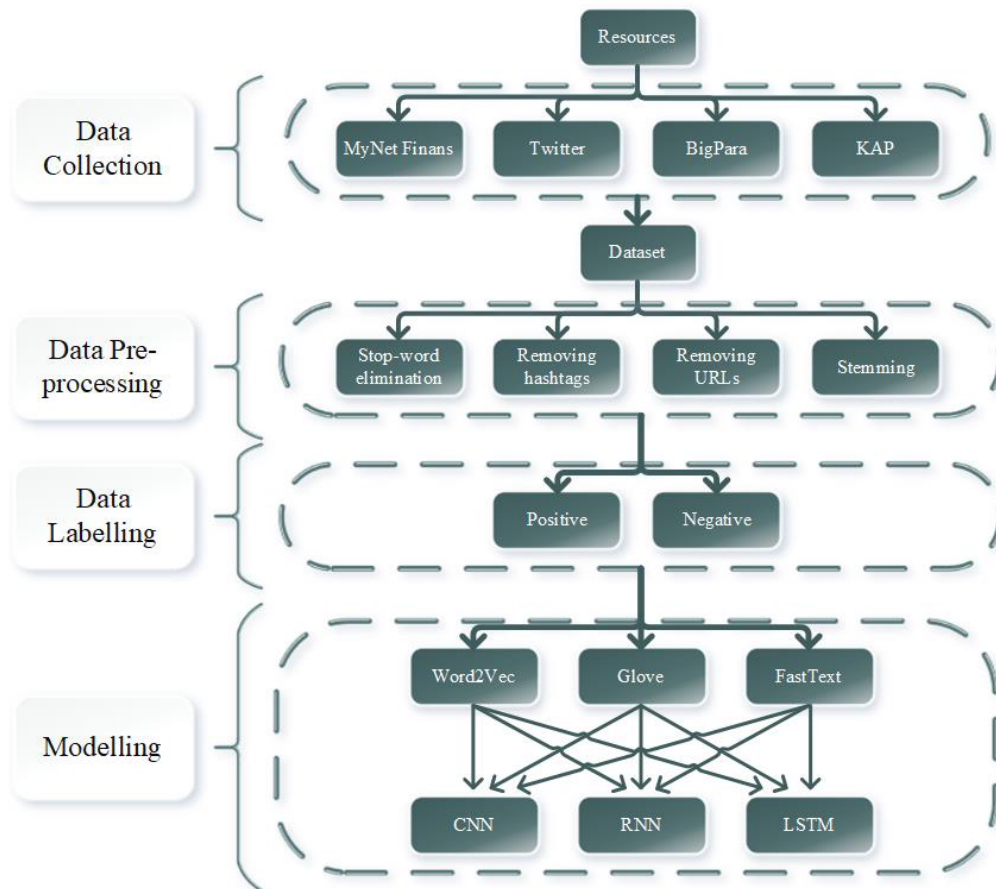 Resources
Data
Collection
MyNet Finans
Twitter
BigPara
KAP
Dataset
Data Pre-
processing
Stop-word
elimination
Removing
hashtags
Removing
URLs
Stemming
Data
Labelling
Positive
Negative
Modelling
Word2Vec
Glove
FastText
CNN
RNN
LSTM